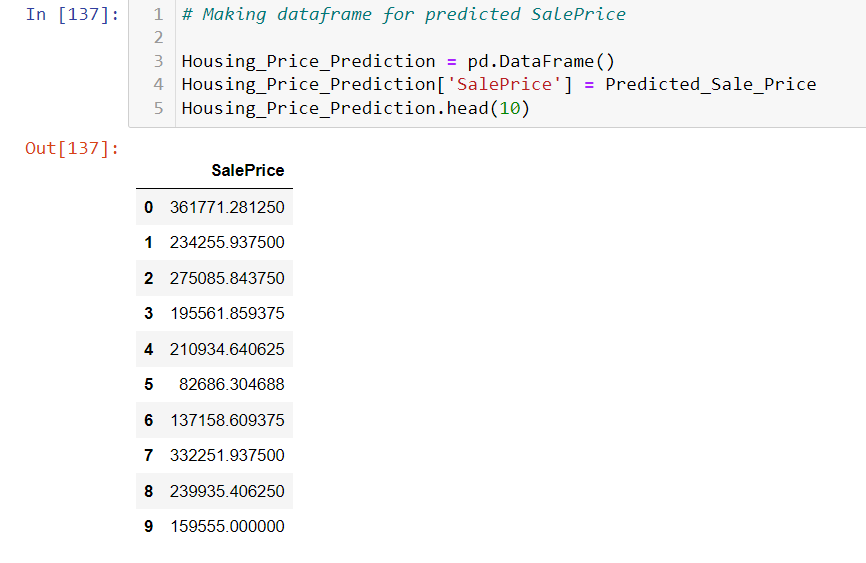 In [137]:
1 # Making dataframe for predicted SalePrice
2
3 Housing_Price_Prediction = pd.DataFrame()
4 Housing_Price_Prediction['SalePrice'] = Predicted_Sale_Price
5 Housing_Price_Prediction.head(10)
Out[137]:
SalePrice
0 361771.281250
1 234255.937500
2 275085.843750
3 195561.859375
4 210934.640625
5 82686.304688
6 137158.609375
7 332251.937500
8 239935.406250
9 159555.000000